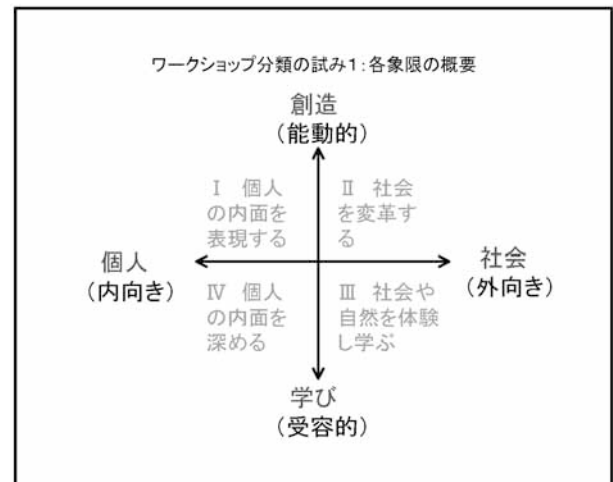 ワークショップ分類の試み1:各象限の概要
創造
(能動的)
Ⅰ 個人
の内面を
表現する
Ⅱ 社会
を変革す
る
個人
(内向き)
社会
(外向き)
Ⅳ 個人
の内面を
深める
Ⅲ 社会や
自然を体験
し学ぶ
学び
(受容的)